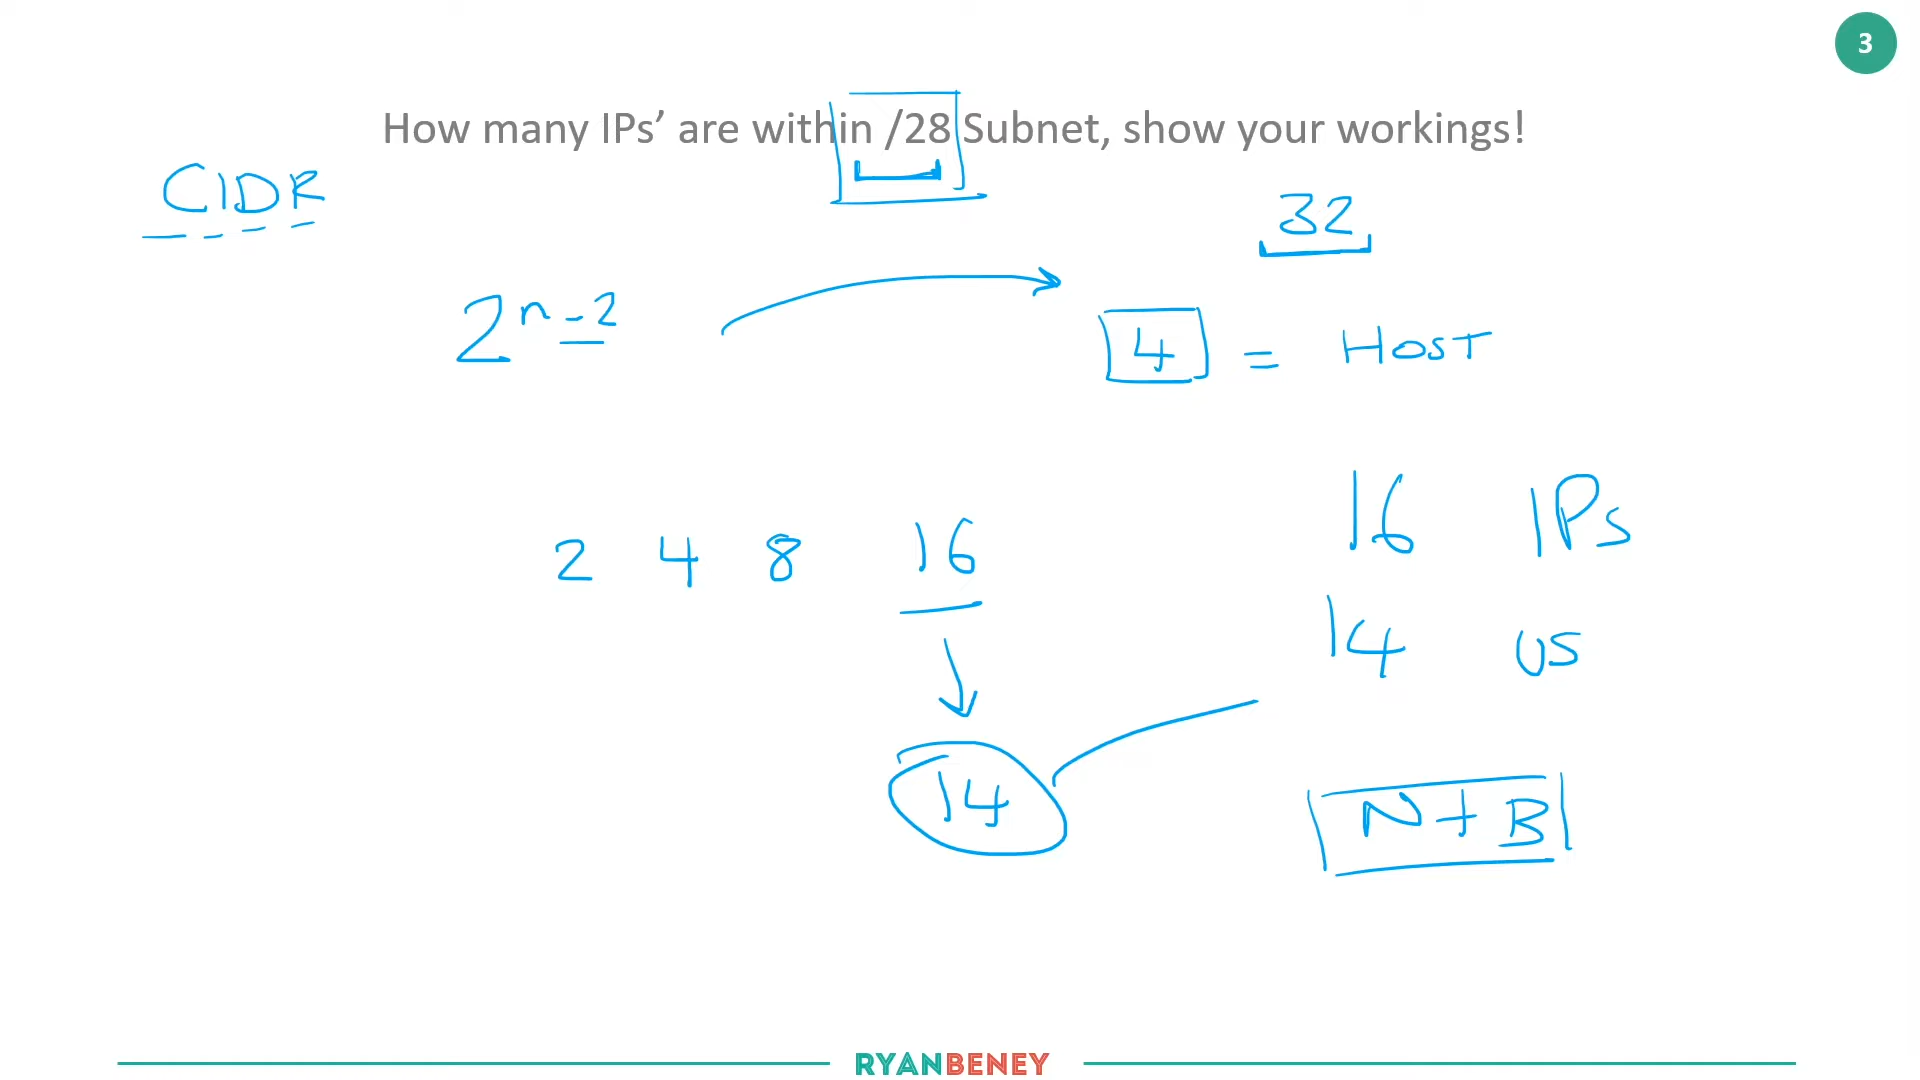 3
How many IPs’ are within /28 Subnet, show your workings!
CIDR
32
2ⁿ⁻²
4 = HOST
2 4 8 16
16 IPs
14 US
14
N+B
RYANBENEY